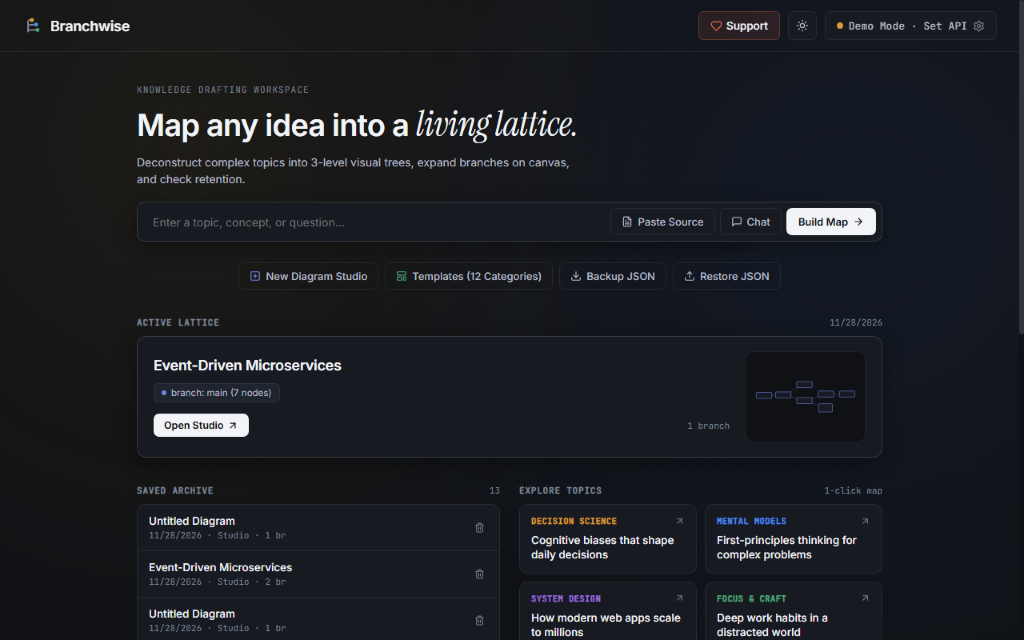 Branchwise
Support
Demo Mode · Set API
KNOWLEDGE DRAFTING WORKSPACE
Map any idea into a living lattice.
Deconstruct complex topics into 3-level visual trees, expand branches on canvas,
and check retention.
Enter a topic, concept, or question...
Paste Source
Chat
Build Map
New Diagram Studio
Templates (12 Categories)
Backup JSON
Restore JSON
ACTIVE LATTICE
11/28/2026
Event-Driven Microservices
branch: main (7 nodes)
Open Studio
1 branch
SAVED ARCHIVE
13
Untitled Diagram
11/28/2026 · Studio · 1 br
Event-Driven Microservices
11/28/2026 · Studio · 2 br
Untitled Diagram
11/28/2026 · Studio · 1 br
EXPLORE TOPICS
1-click map
DECISION SCIENCE
Cognitive biases that shape
daily decisions
MENTAL MODELS
First-principles thinking for
complex problems
SYSTEM DESIGN
How modern web apps scale
to millions
FOCUS & CRAFT
Deep work habits in a
distracted world